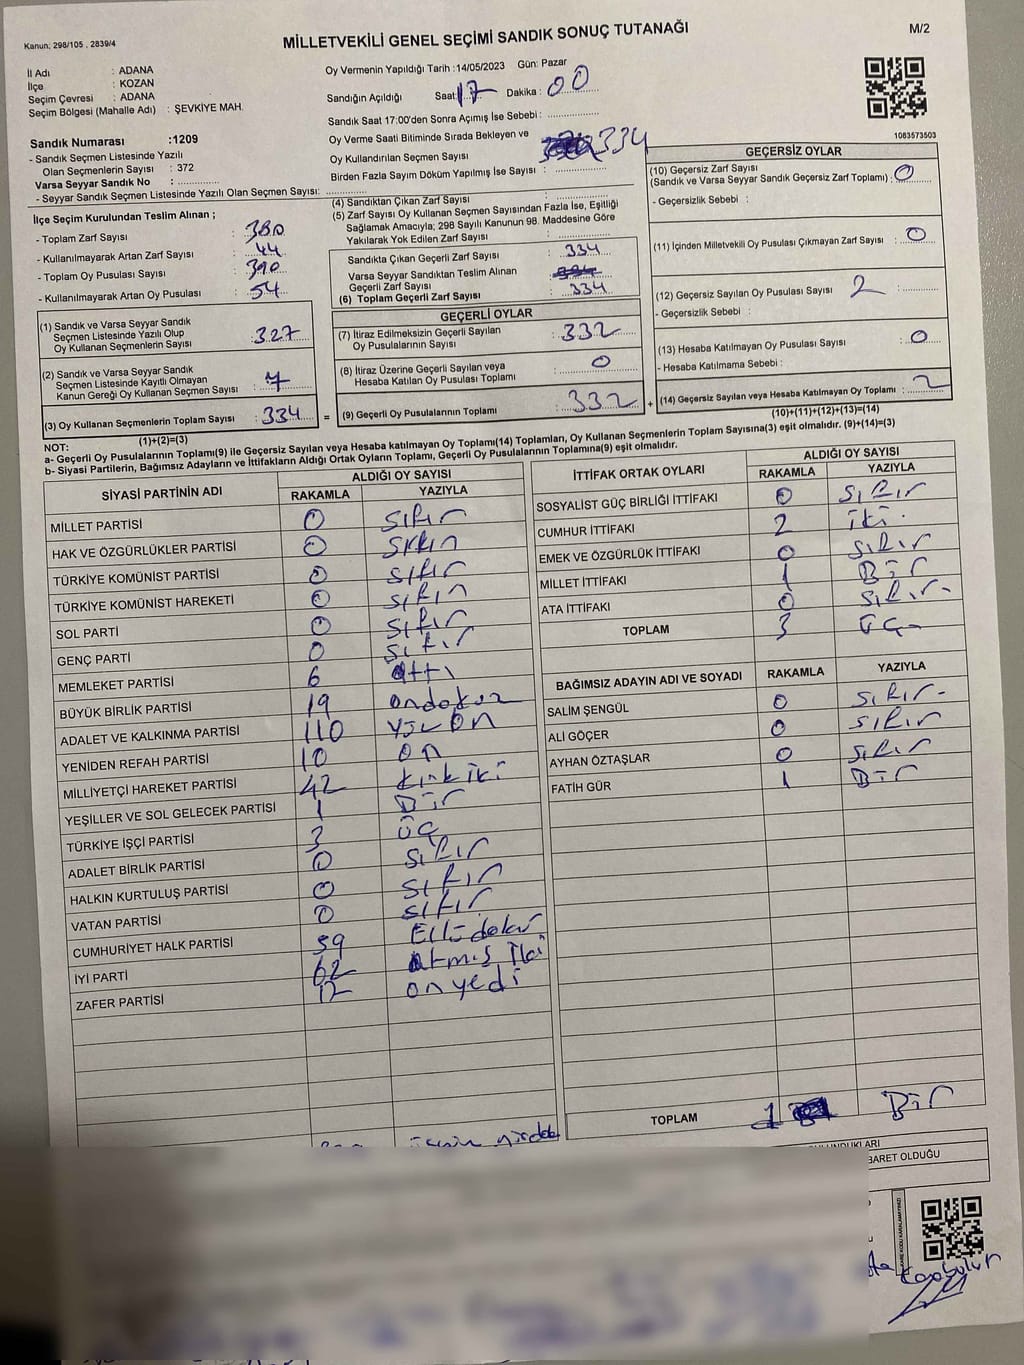 Kanun: 298/105 , 2839/4
MİLLETVEKİLİ GENEL SEÇİMİ SANDIK SONUÇ TUTANAĞI
M/2
İl Adı : ADANA
İlçe : KOZAN
Seçim Çevresi : ADANA
Seçim Bölgesi (Mahalle Adı) : ŞEVKİYE MAH.
Oy Vermenin Yapıldığı Tarih :14/05/2023 Gün: Pazar
Sandığın Açıldığı Saat: 17 Dakika : 00
Sandık Saat 17:00'den Sonra Açımış İse Sebebi :
Oy Verme Saati Bitiminde Sırada Bekleyen ve
Oy Kullandırılan Seçmen Sayısı : 334
Birden Fazla Sayım Döküm Yapılmış İse Sayısı :
1083573503
Sandık Numarası :1209
- Sandık Seçmen Listesinde Yazılı
Olan Seçmenlerin Sayısı : 372
Varsa Seyyar Sandık No :
- Seyyar Sandık Seçmen Listesinde Yazılı Olan Seçmen Sayısı:
İlçe Seçim Kurulundan Teslim Alınan ;
- Toplam Zarf Sayısı : 380
- Kullanılmayarak Artan Zarf Sayısı : 44
- Toplam Oy Pusulası Sayısı : 390
- Kullanılmayarak Artan Oy Pusulası : 54
(4) Sandıktan Çıkan Zarf Sayısı :
(5) Zarf Sayısı Oy Kullanan Seçmen Sayısından Fazla İse, Eşitliği
Sağlamak Amacıyla; 298 Sayılı Kanunun 98. Maddesine Göre
Yakılarak Yok Edilen Zarf Sayısı :
Sandıkta Çıkan Geçerli Zarf Sayısı : 334
Varsa Seyyar Sandıktan Teslim Alınan
Geçerli Zarf Sayısı :
(6) Toplam Geçerli Zarf Sayısı : 334
GEÇERSİZ OYLAR
(10) Geçersiz Zarf Sayısı
(Sandık ve Varsa Seyyar Sandık Geçersiz Zarf Toplamı) : 0
- Geçersizlik Sebebi :
(11) İçinden Milletvekili Oy Pusulası Çıkmayan Zarf Sayısı : 0
(12) Geçersiz Sayılan Oy Pusulası Sayısı 2 :
- Geçersizlik Sebebi :
(13) Hesaba Katılmayan Oy Pusulası Sayısı : 0
- Hesaba Katılmama Sebebi :
(14) Geçersiz Sayılan veya Hesaba Katılmayan Oy Toplamı : 2
(10)+(11)+(12)+(13)=(14)
(1) Sandık ve Varsa Seyyar Sandık
Seçmen Listesinde Yazılı Olup
Oy Kullanan Seçmenlerin Sayısı : 327
(2) Sandık ve Varsa Seyyar Sandık
Seçmen Listesinde Kayıtlı Olmayan
Kanun Gereği Oy Kullanan Seçmen Sayısı : 7
(3) Oy Kullanan Seçmenlerin Toplam Sayısı : 334
(1)+(2)=(3)
=
GEÇERLİ OYLAR
(7) İtiraz Edilmeksizin Geçerli Sayılan
Oy Pusulalarının Sayısı : 332
(8) İtiraz Üzerine Geçerli Sayılan veya
Hesaba Katılan Oy Pusulası Toplamı : 0
(9) Geçerli Oy Pusulalarının Toplamı : 332
+
NOT:
a- Geçerli Oy Pusulalarının Toplamı(9) ile Geçersiz Sayılan veya Hesaba katılmayan Oy Toplamı(14) Toplamları, Oy Kullanan Seçmenlerin Toplam Sayısına(3) eşit olmalıdır. (9)+(14)=(3)
b- Siyasi Partilerin, Bağımsız Adayların ve İttifakların Aldığı Ortak Oyların Toplamı, Geçerli Oy Pusulalarının Toplamına(9) eşit olmalıdır.
SİYASİ PARTİNİN ADI
ALDIĞI OY SAYISI
RAKAMLA YAZIYLA
MİLLET PARTİSİ 0 sıfır
HAK VE ÖZGÜRLÜKLER PARTİSİ 0 sıfır
TÜRKİYE KOMÜNİST PARTİSİ 0 sıfır
TÜRKİYE KOMÜNİST HAREKETİ 0 sıfır
SOL PARTİ 0 sıfır
GENÇ PARTİ 0 sıfır
MEMLEKET PARTİSİ 6 altı
BÜYÜK BİRLİK PARTİSİ 19 ondokuz
ADALET VE KALKINMA PARTİSİ 110 yüzon
YENİDEN REFAH PARTİSİ 10 on
MİLLİYETÇİ HAREKET PARTİSİ 42 kırkiki
YEŞİLLER VE SOL GELECEK PARTİSİ 1 Bir
TÜRKİYE İŞÇİ PARTİSİ 3 üç
ADALET BİRLİK PARTİSİ 0 sıfır
HALKIN KURTULUŞ PARTİSİ 0 sıfır
VATAN PARTİSİ 0 sıfır
CUMHURİYET HALK PARTİSİ 59 Ellidokuz
İYİ PARTİ 62 Atmış iki
ZAFER PARTİSİ 17 onyedi
İTTİFAK ORTAK OYLARI
ALDIĞI OY SAYISI
RAKAMLA YAZIYLA
SOSYALİST GÜÇ BİRLİĞİ İTTİFAKI 0 sıfır
CUMHUR İTTİFAKI 2 iki
EMEK VE ÖZGÜRLÜK İTTİFAKI 0 sıfır
MİLLET İTTİFAKI 1 Bir
ATA İTTİFAKI 0 sıfır
TOPLAM 3 üç
BAĞIMSIZ ADAYIN ADI VE SOYADI RAKAMLA YAZIYLA
SALİM ŞENGÜL 0 sıfır
ALİ GÖÇER 0 sıfır
AYHAN ÖZTAŞLAR 0 sıfır
FATİH GÜR 1 Bir
TOPLAM 1 Bir
BARET OLDUĞU